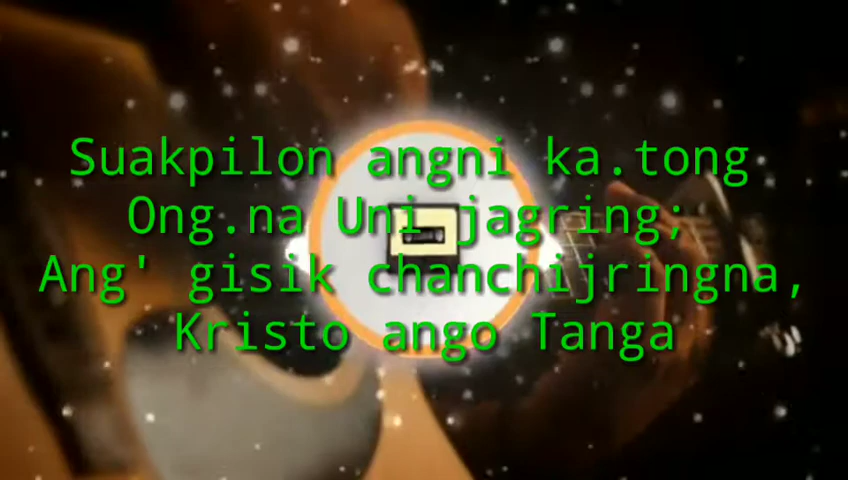 Suakpilon angni ka.tong
Ong.na Uni jagring;
Ang' gisik chanchijringna,
Kristo ango Tanga